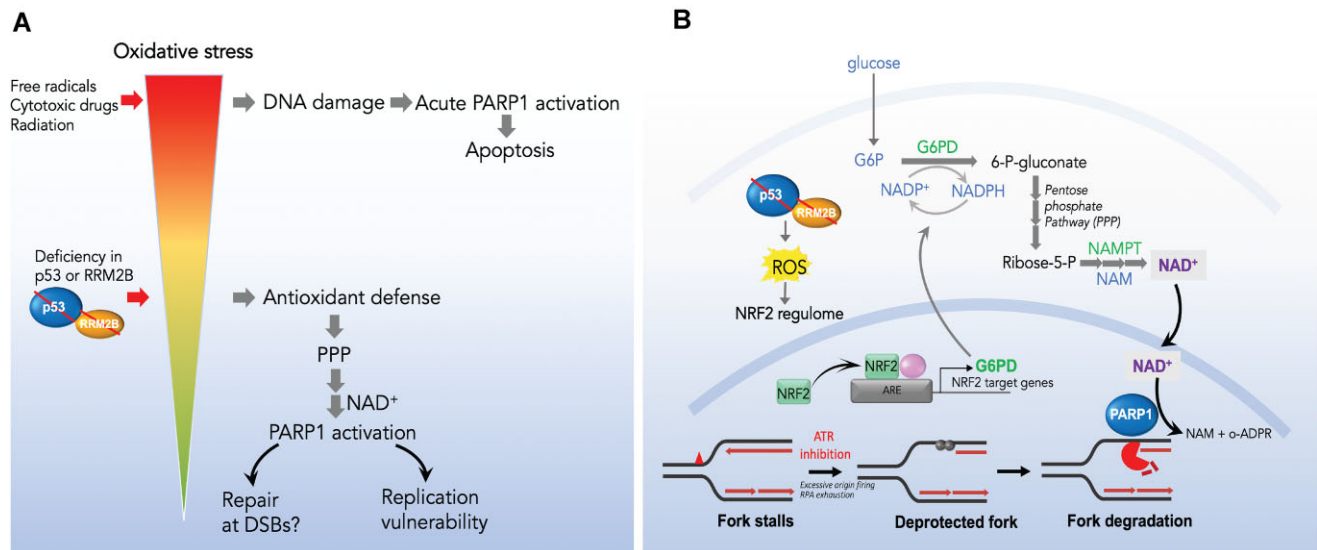 A
Oxidative stress
Free radicals
Cytotoxic drugs
Radiation
DNA damage
Acute PARP1 activation
Apoptosis
Deficiency in
p53 or RRM2B
p53
RRM2B
Antioxidant defense
PPP
NAD⁺
PARP1 activation
Repair
at DSBs?
Replication
vulnerability
B
glucose
G6P
G6PD
6-P-gluconate
NADP⁺
NADPH
Pentose
phosphate
Pathway (PPP)
p53
RRM2B
ROS
NRF2 regulome
Ribose-5-P
NAMPT
NAM
NAD⁺
NRF2
NRF2
ARE
G6PD
NRF2 target genes
NAD⁺
PARP1
NAM + o-ADPR
ATR
inhibition
Excessive origin firing
RPA exhaustion
Fork stalls
Deprotected fork
Fork degradation